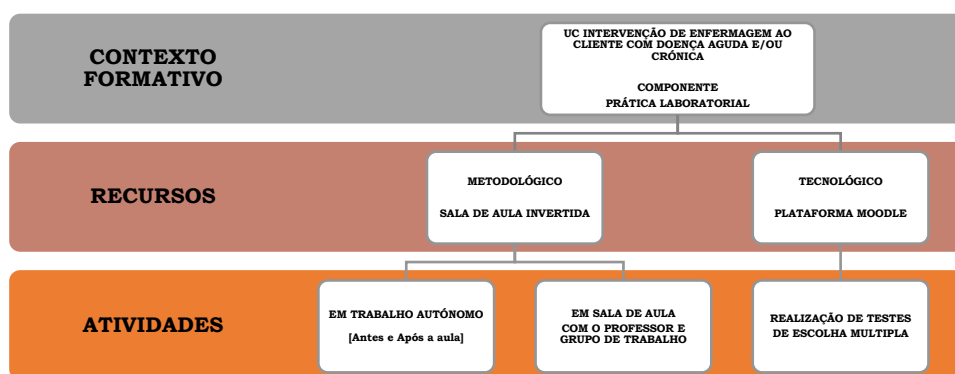 CONTEXTO
FORMATIVO
UC INTERVENÇÃO DE ENFERMAGEM AO
CLIENTE COM DOENÇA AGUDA E/OU
CRÓNICA
COMPONENTE
PRÁTICA LABORATORIAL
RECURSOS
METODOLÓGICO
SALA DE AULA INVERTIDA
TECNOLÓGICO
PLATAFORMA MOODLE
ATIVIDADES
EM TRABALHO AUTÓNOMO
[Antes e Após a aula]
EM SALA DE AULA
COM O PROFESSOR E
GRUPO DE TRABALHO
REALIZAÇÃO DE TESTES
DE ESCOLHA MULTIPLA